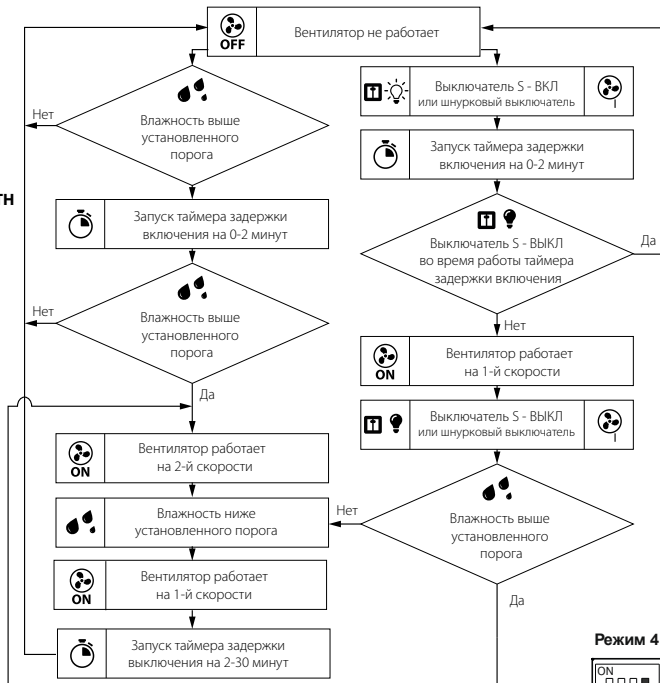 OFF
Вентилятор не работает
Влажность выше
установленного
порога
Нет
ТН
Запуск таймера задержки
включения на 0-2 минут
Влажность выше
установленного
порога
Нет
Да
ON
Вентилятор работает
на 2-й скорости
Влажность ниже
установленного порога
ON
Вентилятор работает
на 1-й скорости
Запуск таймера задержки
выключения на 2-30 минут
Выключатель S - ВКЛ
или шнурковый выключатель
Запуск таймера задержки
включения на 0-2 минут
Выключатель S - ВЫКЛ
во время работы таймера
задержки включения
Да
Нет
ON
Вентилятор работает
на 1-й скорости
Выключатель S - ВЫКЛ
или шнурковый выключатель
Влажность выше
установленного
порога
Нет
Да
Режим 4
ON